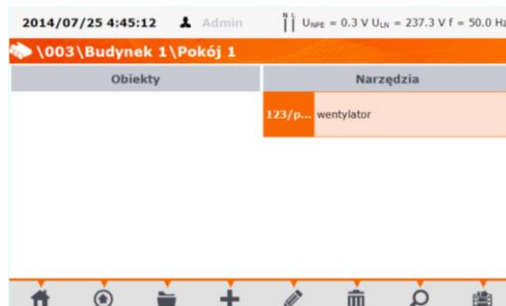 2014/07/25 4:45:12 Admin N L UNPE = 0.3 V ULN = 237.3 V f = 50.0 Hz
\003\Budynek 1\Pokój 1
Obiekty Narzędzia
123/p... wentylator